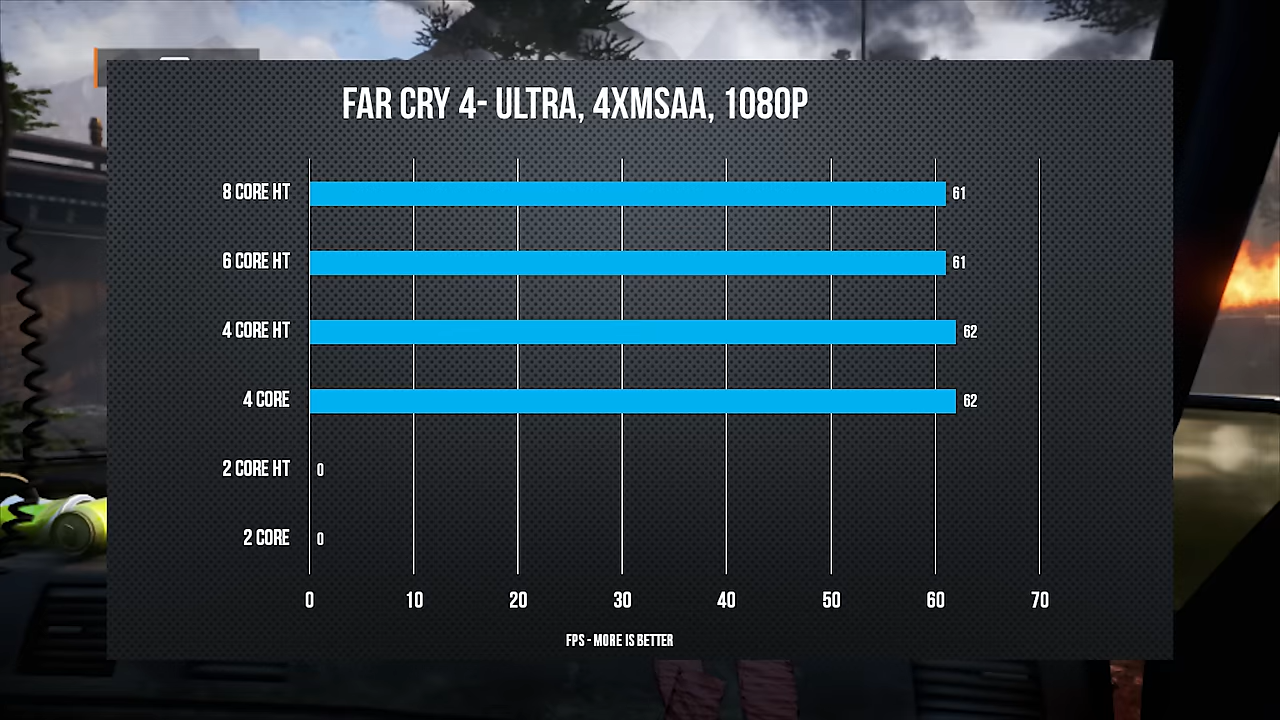 FAR CRY 4- ULTRA, 4XMSAA, 1080P
8 CORE HT 61
6 CORE HT 61
4 CORE HT 62
4 CORE 62
2 CORE HT 0
2 CORE 0
0 10 20 30 40 50 60 70
FPS - MORE IS BETTER